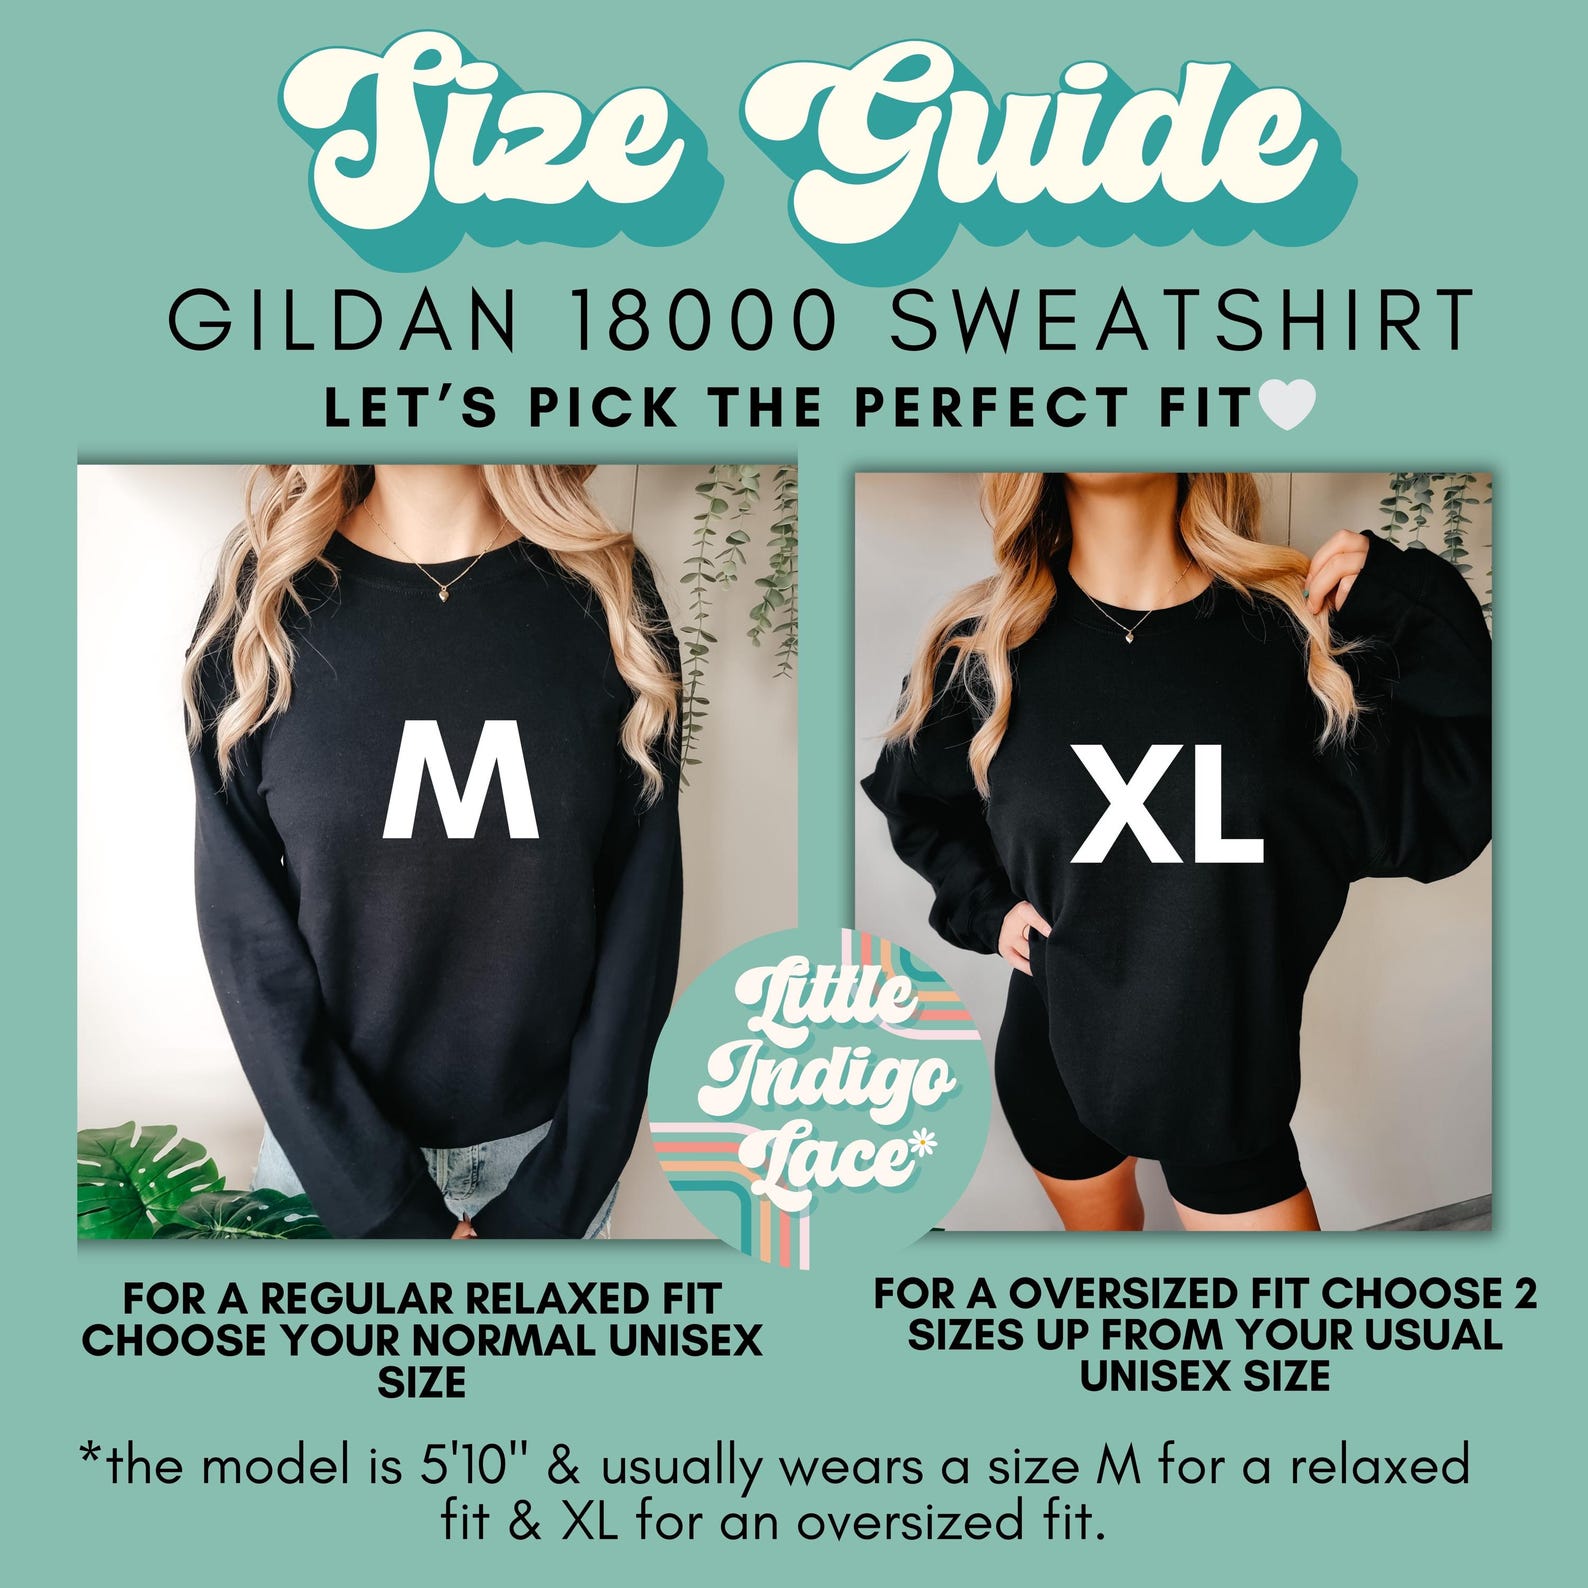 Size Guide
GILDAN 18000 SWEATSHIRT
LET'S PICK THE PERFECT FIT🤍
M
XL
Little
Indigo
Lace
FOR A REGULAR RELAXED FIT
CHOOSE YOUR NORMAL UNISEX
SIZE
FOR A OVERSIZED FIT CHOOSE 2
SIZES UP FROM YOUR USUAL
UNISEX SIZE
*the model is 5'10" & usually wears a size M for a relaxed
fit & XL for an oversized fit.